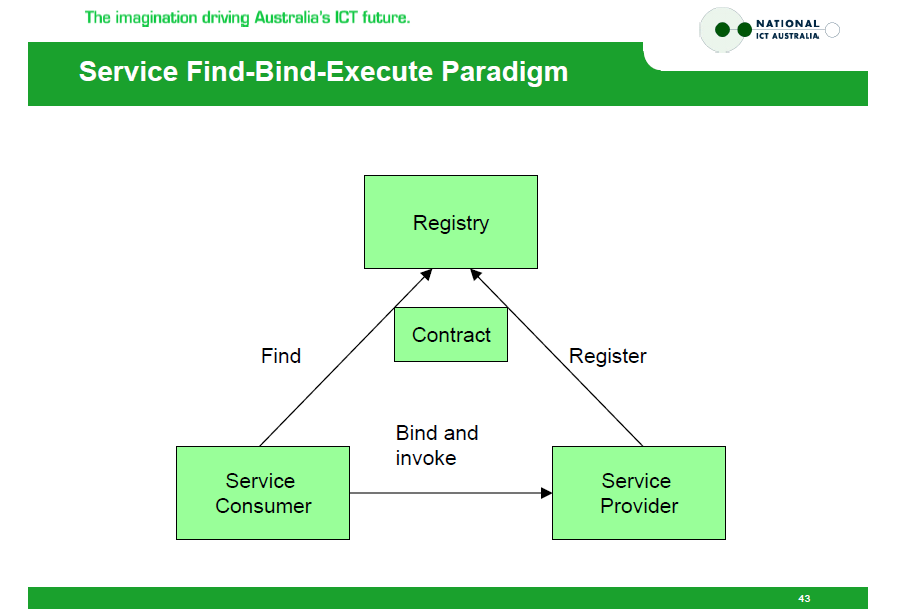 The imagination driving Australia's ICT future.
NATIONAL
ICT AUSTRALIA
Service Find-Bind-Execute Paradigm
Registry
Contract
Find
Register
Bind and
invoke
Service
Consumer
Service
Provider
43